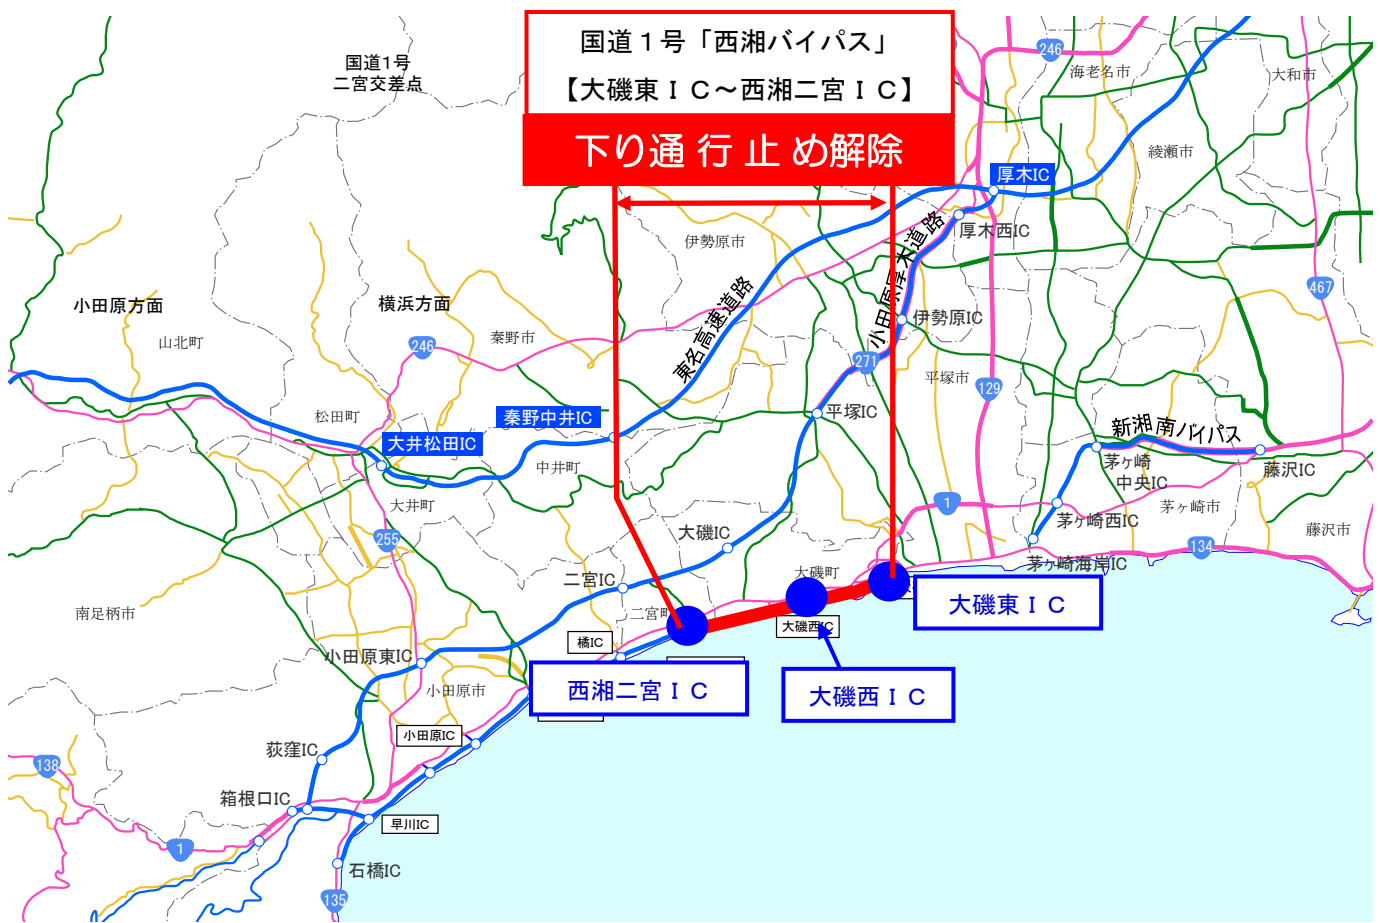 国道１号「西湘バイパス」
【大磯東ＩＣ～西湘二宮ＩＣ】
下り通行止め解除
国道1号
二宮交差点
246
海老名市
大和市
綾瀬市
厚木IC
厚木西IC
伊勢原市
小田原厚木道路
東名高速道路
小田原方面
横浜方面
467
伊勢原IC
山北町
246
秦野市
271
平塚市
129
松田町
秦野中井IC
平塚IC
大井松田IC
中井町
新湘南バイパス
茅ヶ崎
中央IC
藤沢IC
大井町
1
茅ヶ崎市
茅ヶ崎西IC
藤沢市
255
大磯IC
134
茅ヶ崎海岸IC
大磯町
二宮IC
南足柄市
二宮町
大磯東ＩＣ
大磯西IC
橘IC
小田原東IC
小田原市
西湘二宮ＩＣ
大磯西ＩＣ
小田原IC
荻窪IC
138
箱根口IC
早川IC
1
石橋IC
135